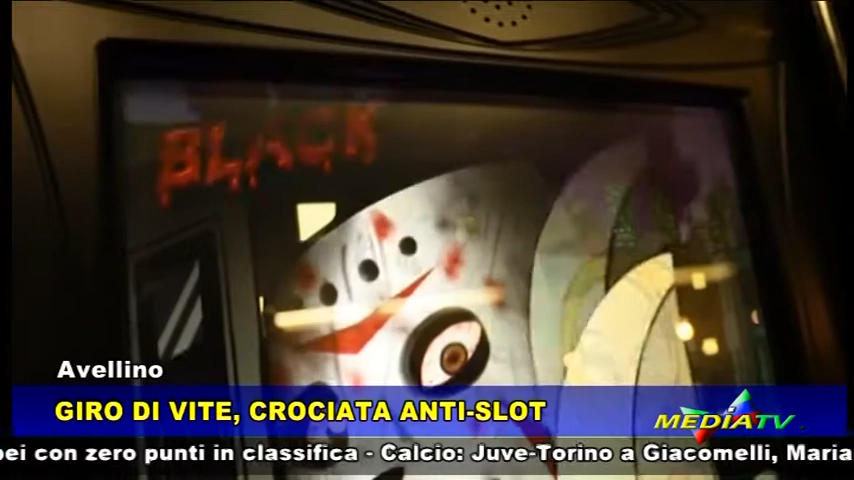 BLACK
Avellino
GIRO DI VITE, CROCIATA ANTI-SLOT
MEDIATV
pei con zero punti in classifica - Calcio: Juve-Torino a Giacomelli, Maria